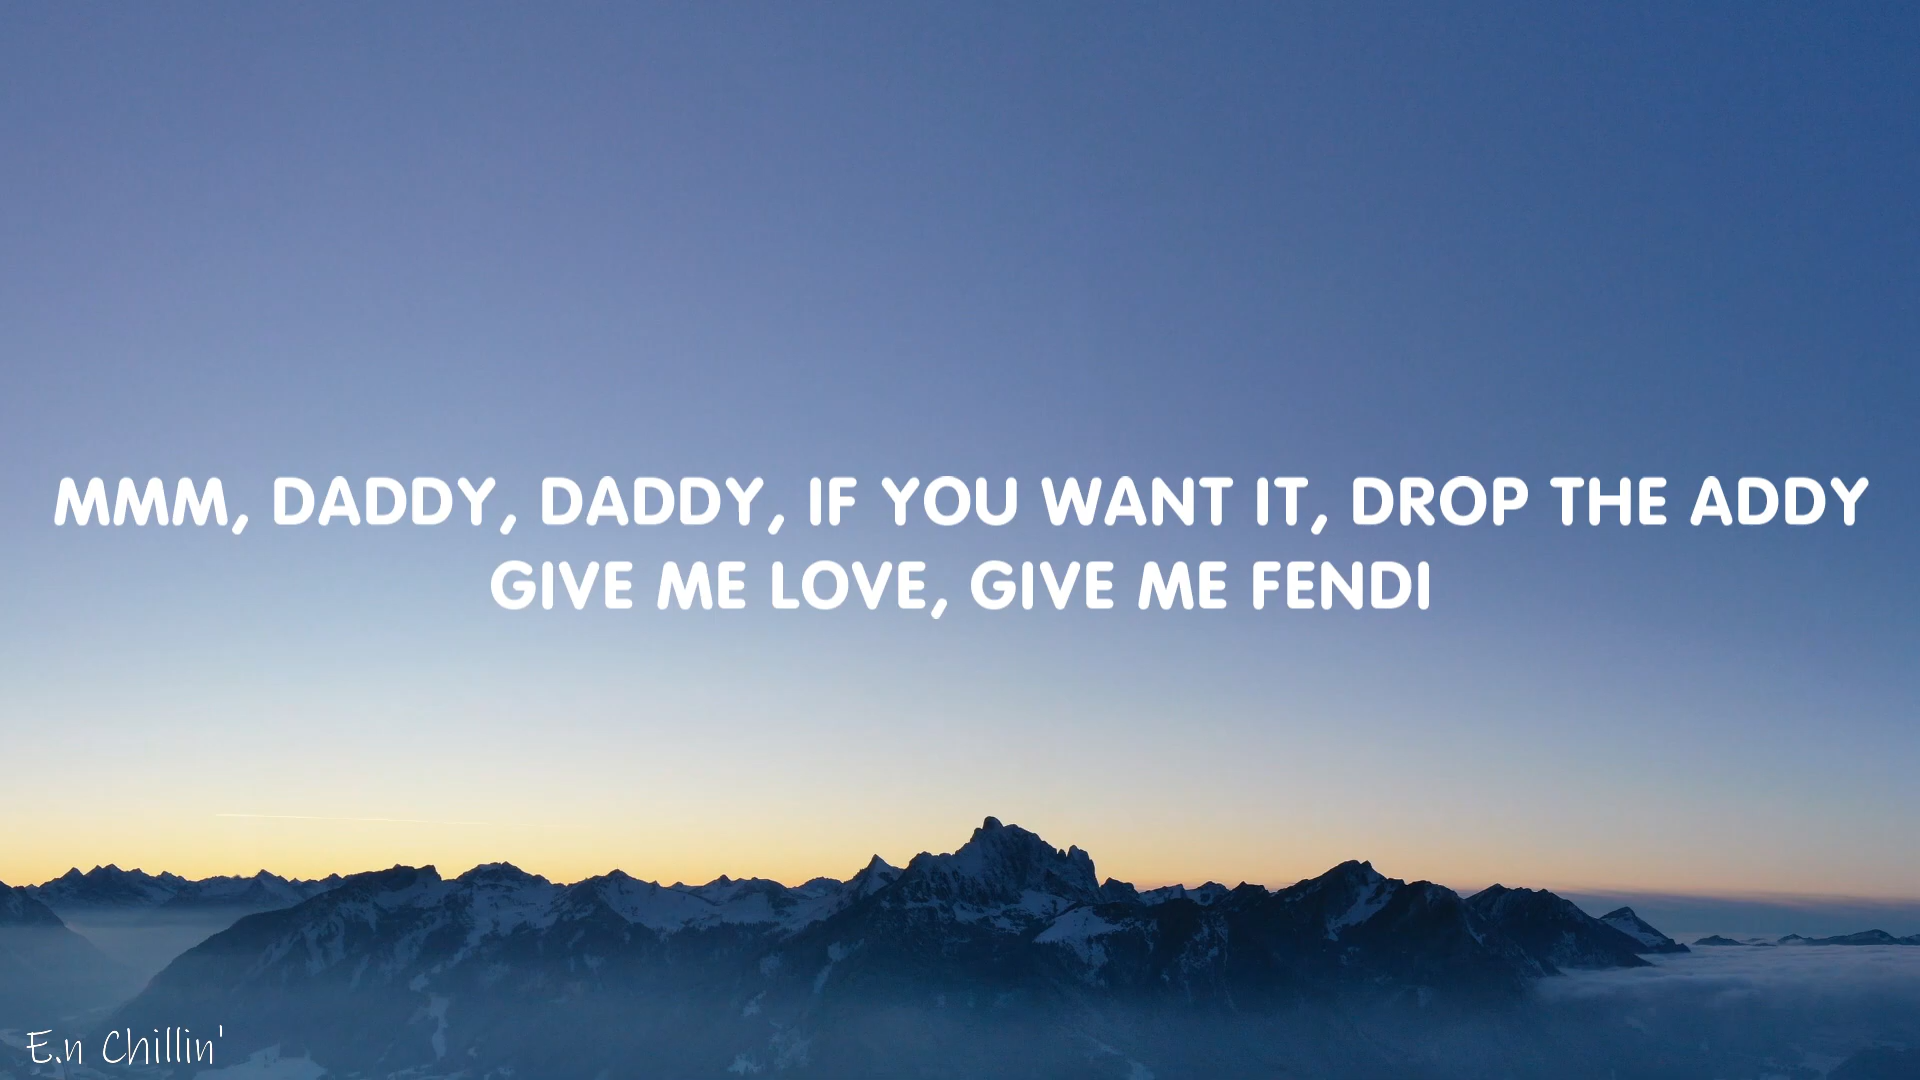 MMM, DADDY, DADDY, IF YOU WANT IT, DROP THE ADDY
GIVE ME LOVE, GIVE ME FENDI
E.n Chillin'